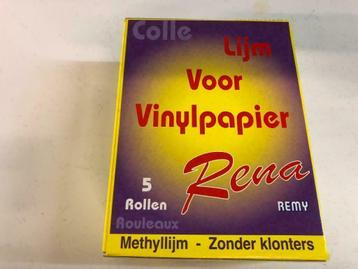 Colle
Lijm
Voor
Vinylpapier
5
Rollen
Rouleaux
Rena
REMY
Methyllijm - Zonder klonters